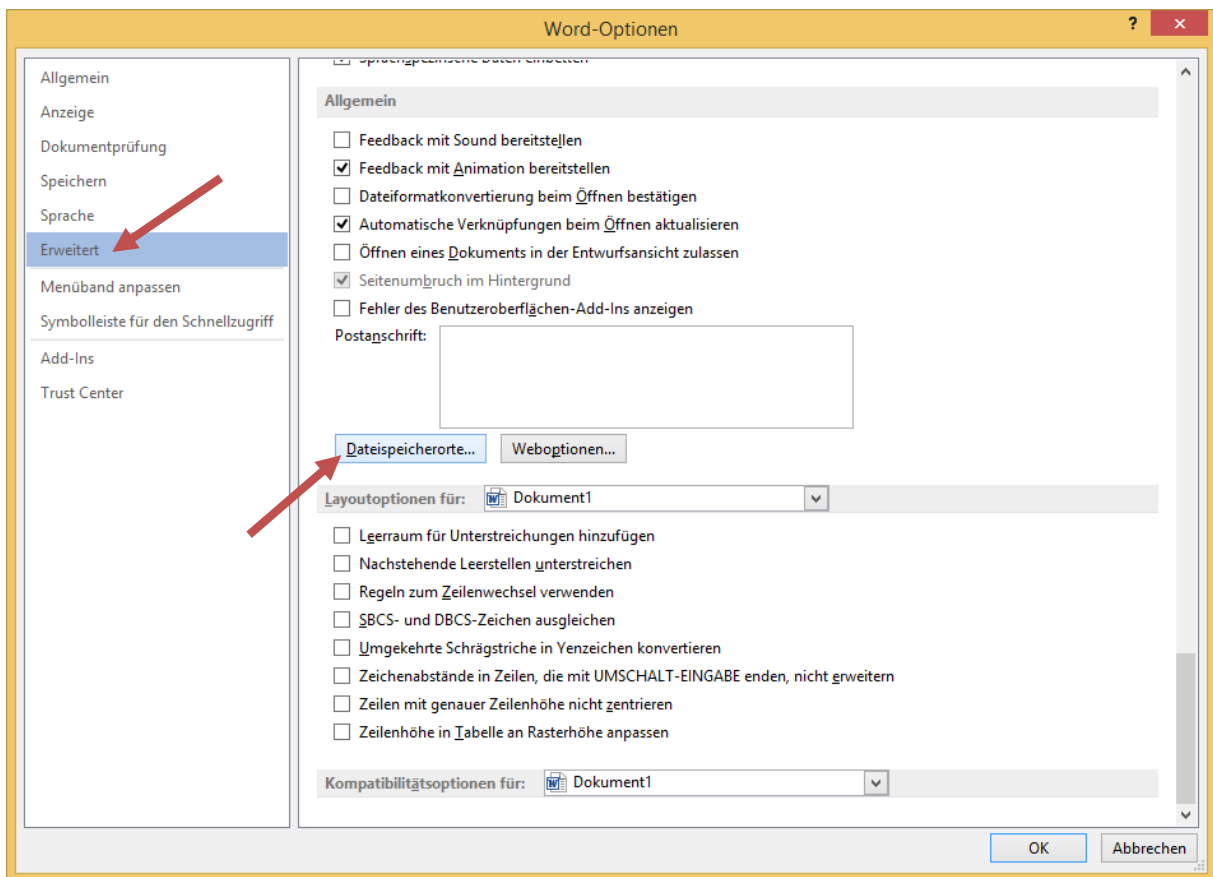 Word-Optionen
?
Allgemein
Anzeige
Dokumentprüfung
Speichern
Sprache
Erweitert
Menüband anpassen
Symbolleiste für den Schnellzugriff
Add-Ins
Trust Center
Allgemein
Feedback mit Sound bereitstellen
Feedback mit Animation bereitstellen
Dateiformatkonvertierung beim Öffnen bestätigen
Automatische Verknüpfungen beim Öffnen aktualisieren
Öffnen eines Dokuments in der Entwurfsansicht zulassen
Seitenumbruch im Hintergrund
Fehler des Benutzeroberflächen-Add-Ins anzeigen
Postanschrift:
Dateispeicherorte... Weboptionen...
Layoutoptionen für: Dokument1
Leerraum für Unterstreichungen hinzufügen
Nachstehende Leerstellen unterstreichen
Regeln zum Zeilenwechsel verwenden
SBCS- und DBCS-Zeichen ausgleichen
Umgekehrte Schrägstriche in Yenzeichen konvertieren
Zeichenabstände in Zeilen, die mit UMSCHALT-EINGABE enden, nicht erweitern
Zeilen mit genauer Zeilenhöhe nicht zentrieren
Zeilenhöhe in Tabelle an Rasterhöhe anpassen
Kompatibilitätsoptionen für: Dokument1
OK Abbrechen